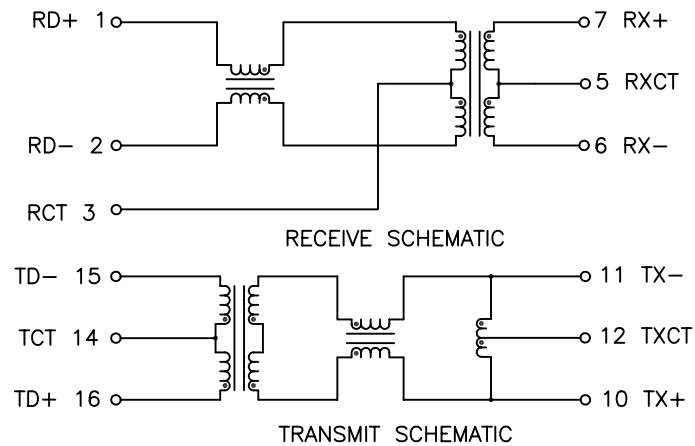 RD+ 1
7 RX+
5 RXCT
RD- 2
6 RX-
RCT 3
RECEIVE SCHEMATIC
TD- 15
11 TX-
TCT 14
12 TXCT
TD+ 16
10 TX+
TRANSMIT SCHEMATIC